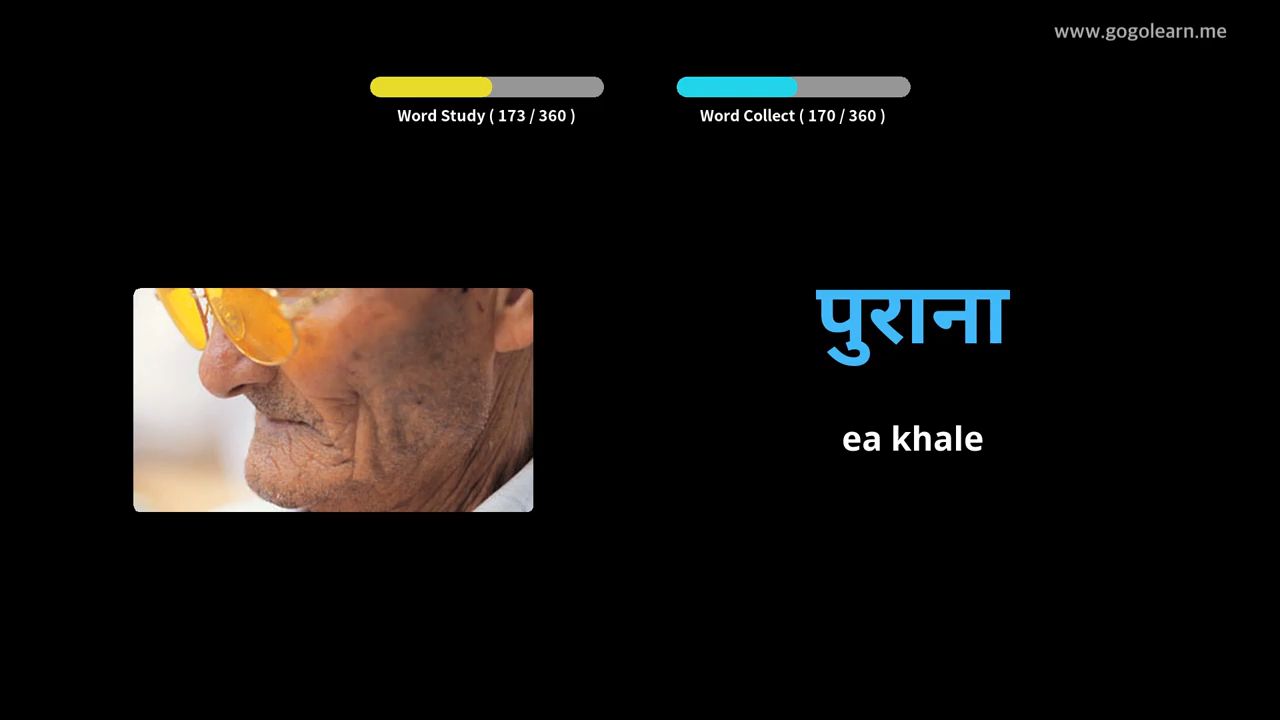 www.gogolearn.me
Word Study ( 173 / 360 )
Word Collect ( 170 / 360 )
पुराना
ea khale